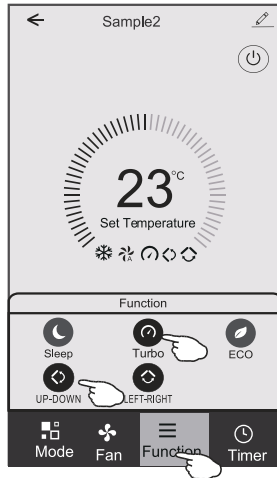 Sample2
23°C
Set Temperature
A
Function
Sleep Turbo ECO
UP-DOWN LEFT-RIGHT
Mode Fan Function Timer